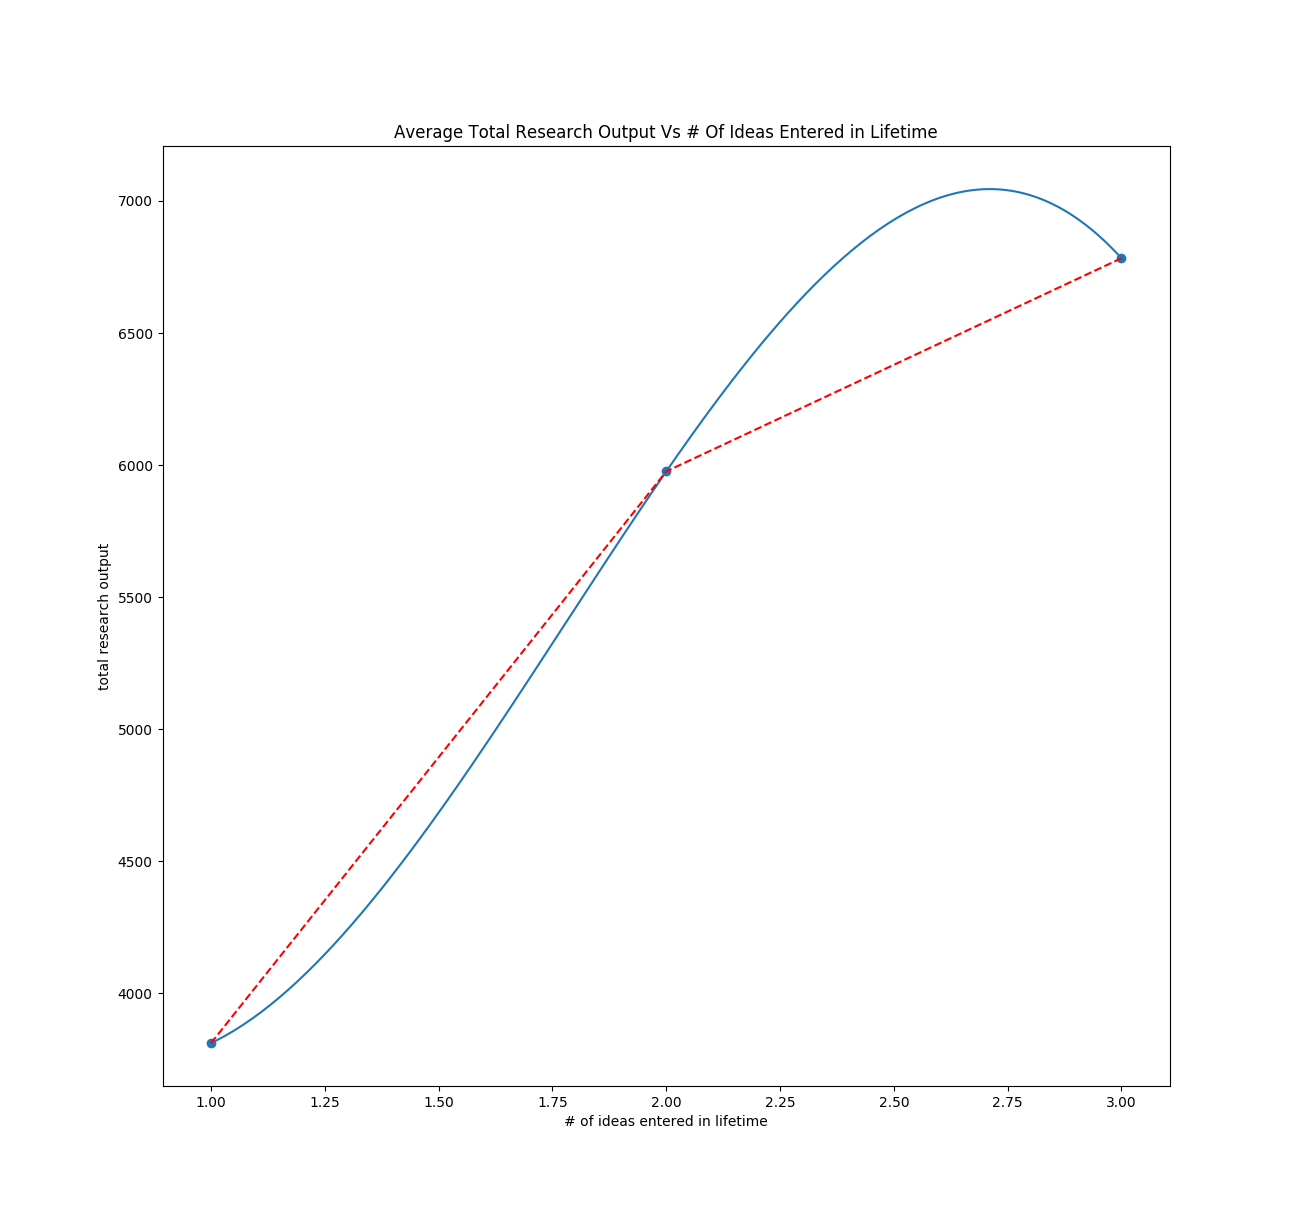 Average Total Research Output Vs # Of Ideas Entered in Lifetime
7000
6500
6000
5500
5000
4500
4000
total research output
1.00 1.25 1.50 1.75 2.00 2.25 2.50 2.75 3.00
# of ideas entered in lifetime